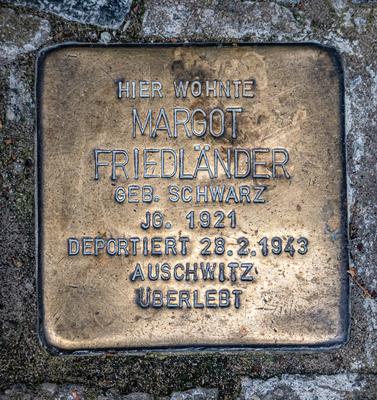 HIER WOHNTE
MARGOT
FRIEDLÄNDER
GEB. SCHWARZ
JG. 1921
DEPORTIERT 28.2.1943
AUSCHWITZ
ÜBERLEBT